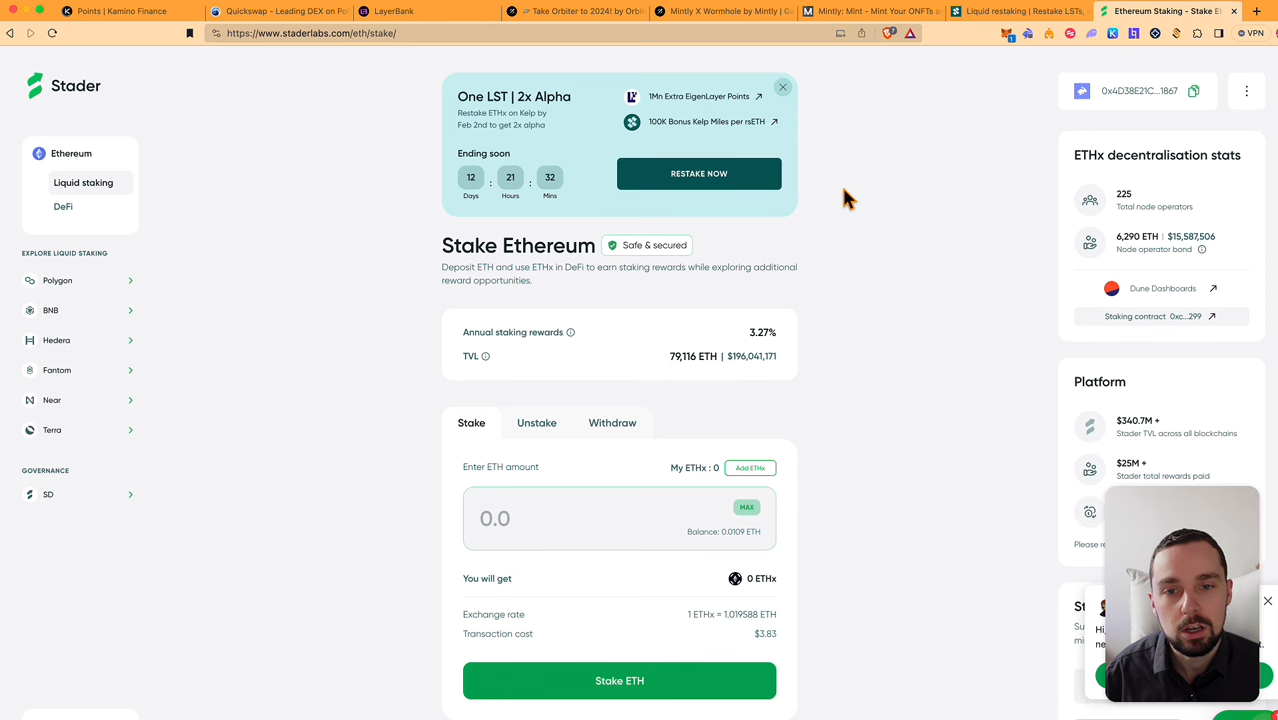 Points | Kamino Finance
Quickswap - Leading DEX on Po
LayerBank
Take Orbiter to 2024! by Orbit
Mintly X Wormhole by Mintly | Ga
Mintly: Mint - Mint Your ONFTs a
Liquid restaking | Restake LSTs, r
Ethereum Staking - Stake E
https://www.staderlabs.com/eth/stake/
VPN
Stader
Ethereum
Liquid staking
DeFi
EXPLORE LIQUID STAKING
Polygon
BNB
Hedera
Fantom
Near
Terra
GOVERNANCE
SD
One LST | 2x Alpha
Restake ETHx on Kelp by
Feb 2nd to get 2x alpha
1Mn Extra EigenLayer Points
100K Bonus Kelp Miles per rsETH
Ending soon
12 : 21 : 32
Days Hours Mins
RESTAKE NOW
Stake Ethereum
Safe & secured
Deposit ETH and use ETHx in DeFi to earn staking rewards while exploring additional
reward opportunities.
Annual staking rewards 3.27%
TVL 79,116 ETH | $196,041,171
Stake Unstake Withdraw
Enter ETH amount My ETHx : 0 Add ETHx
0.0 MAX
Balance: 0.0109 ETH
You will get 0 ETHx
Exchange rate 1 ETHx = 1.019588 ETH
Transaction cost $3.83
Stake ETH
0x4D38E21C...1867
ETHx decentralisation stats
225
Total node operators
6,290 ETH | $15,587,506
Node operator bond
Dune Dashboards
Staking contract 0xc...299
Platform
$340.7M +
Stader TVL across all blockchains
$25M +
Stader total rewards paid
Please re
St
Su
mi
Hi,
ne